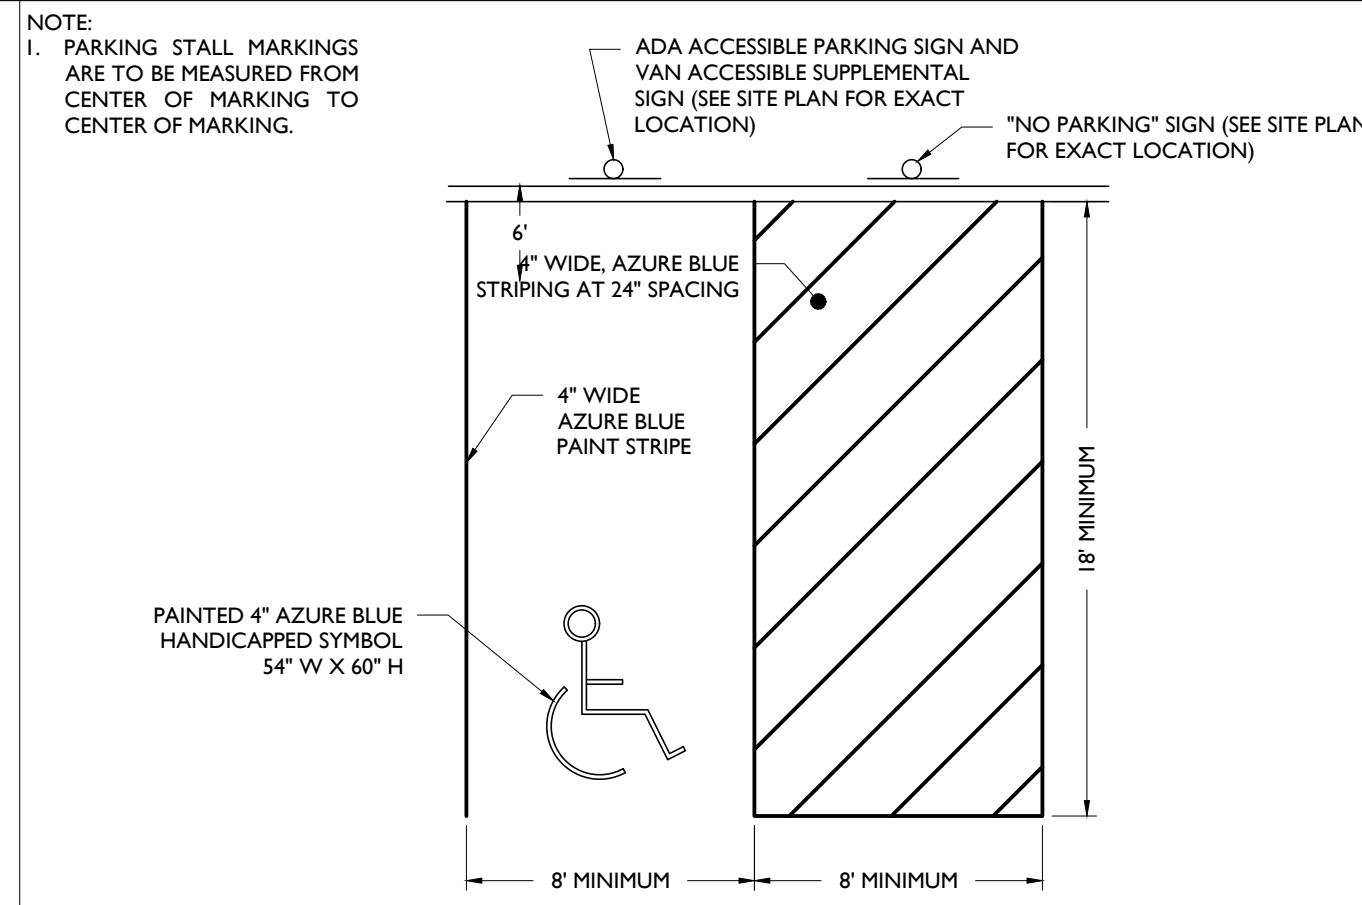 NOTE:
1. PARKING STALL MARKINGS
ARE TO BE MEASURED FROM
CENTER OF MARKING TO
CENTER OF MARKING.
ADA ACCESSIBLE PARKING SIGN AND
VAN ACCESSIBLE SUPPLEMENTAL
SIGN (SEE SITE PLAN FOR EXACT
LOCATION)
"NO PARKING" SIGN (SEE SITE PLAN
FOR EXACT LOCATION)
6'
4" WIDE, AZURE BLUE
STRIPING AT 24" SPACING
4" WIDE
AZURE BLUE
PAINT STRIPE
18' MINIMUM
PAINTED 4" AZURE BLUE
HANDICAPPED SYMBOL
54" W X 60" H
8' MINIMUM
8' MINIMUM